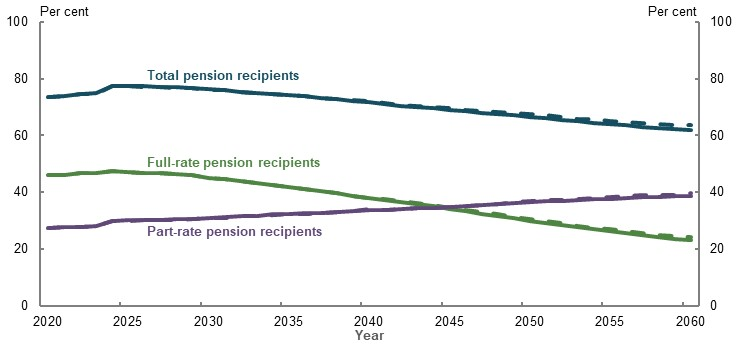 Per cent Per cent
100 100
80 80
Total pension recipients
60 60
Full-rate pension recipients
40 40
Part-rate pension recipients
20 20
0 0
2020 2025 2030 2035 2040 2045 2050 2055 2060
Year